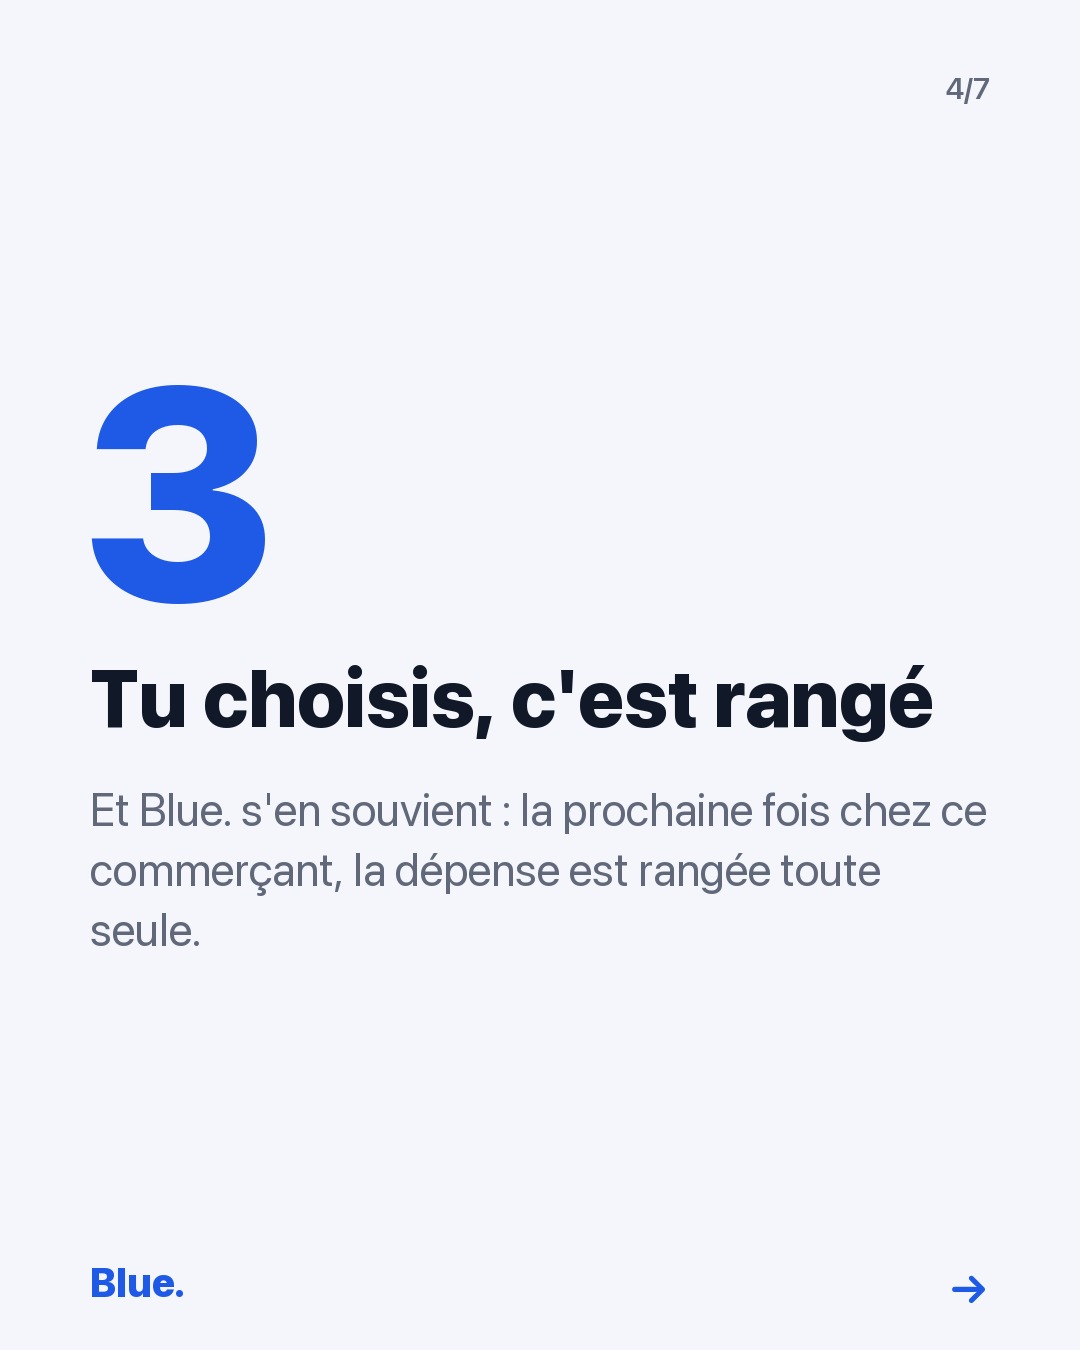 4/7
3
Tu choisis, c'est rangé
Et Blue. s'en souvient : la prochaine fois chez ce
commerçant, la dépense est rangée toute
seule.
Blue.
→